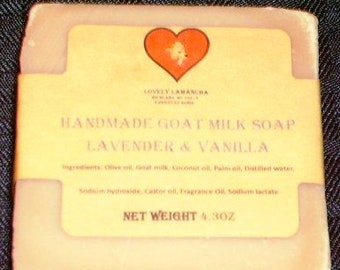 LOVELY LAMANCHA
HANDMADE GOAT MILK SOAP
LAVENDER & VANILLA
Ingredients: Olive oil, Goat milk, Coconut oil, Palm oil, Distilled water,
Sodium hydroxide, Castor oil, Fragrance Oil, Sodium lactate
NET WEIGHT 4.3OZ